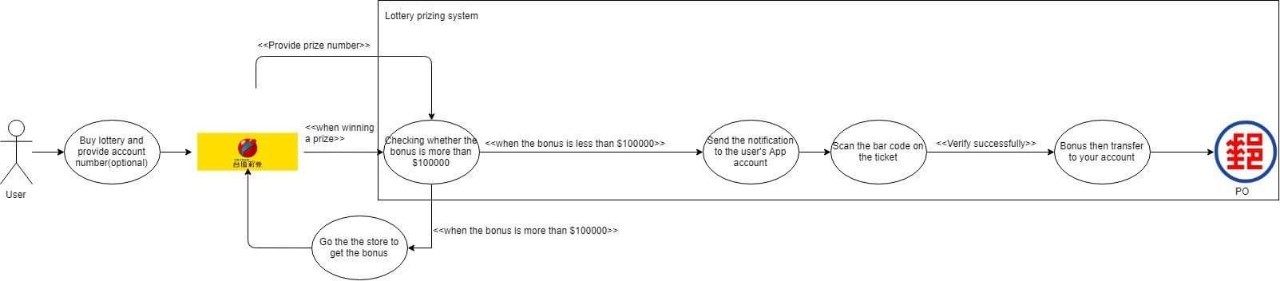 Lottery prizing system
<<Provide prize number>>
Buy lottery and
provide account
number(optional)
<<when winning
a prize>>
Checking whether the
bonus is more than
$100000
<<when the bonus is less than $100000>>
Send the notification
to the user's App
account
Scan the bar code on
the ticket
<<Verify successfully>>
Bonus then transfer
to your account
郵
PO
User
台灣彩券
<<when the bonus is more than $100000>>
Go the the store to
get the bonus